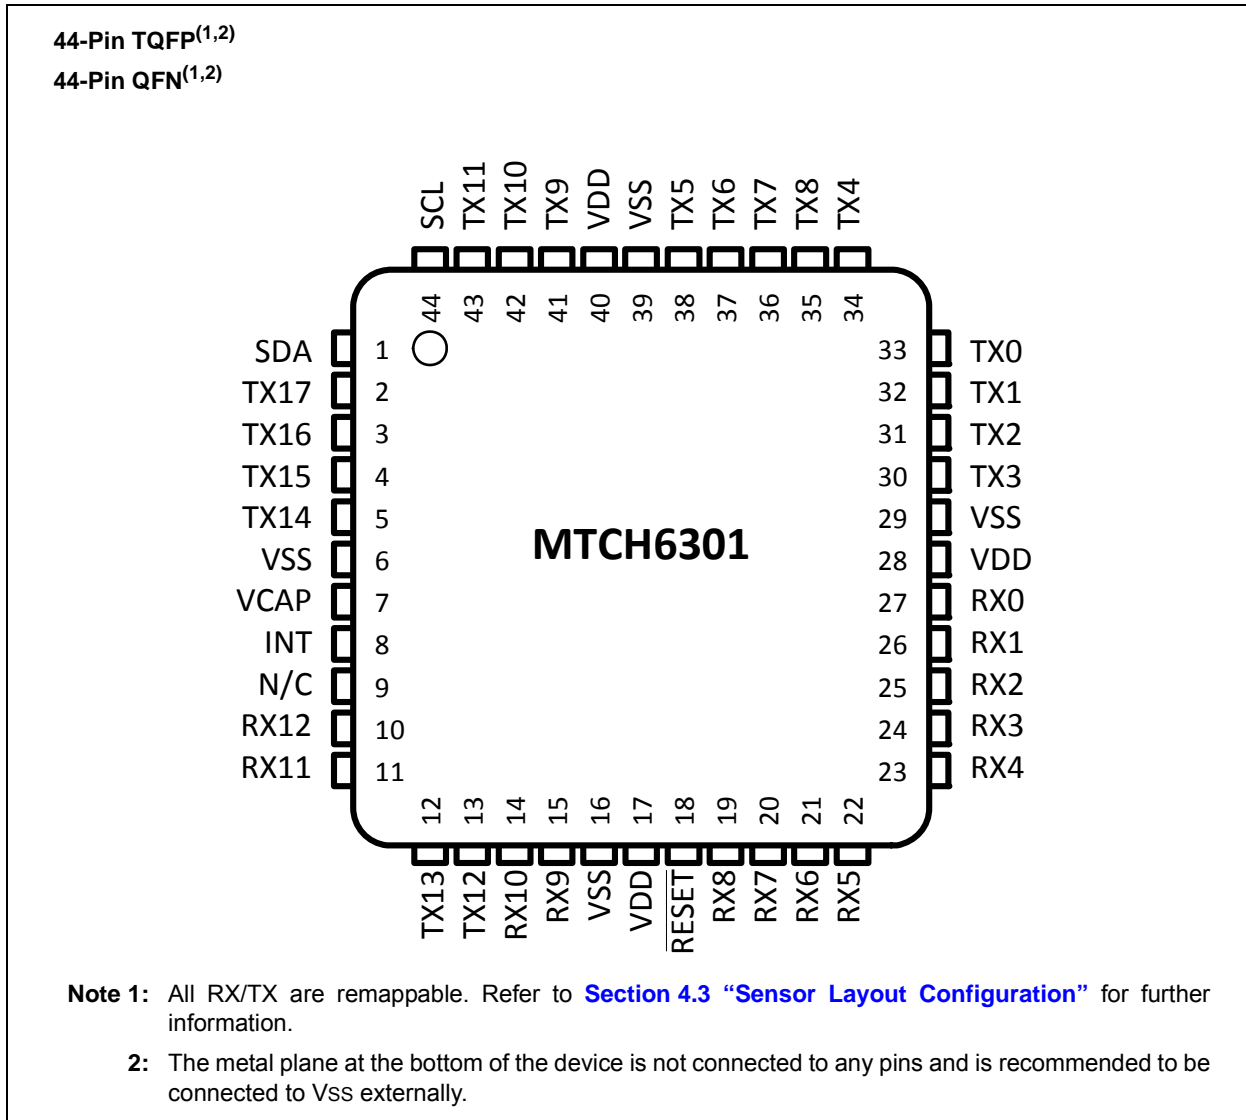 44-Pin TQFP(1,2)
44-Pin QFN(1,2)
SCL TX11 TX10 TX9 VDD VSS TX5 TX6 TX7 TX8 TX4
44 43 42 41 40 39 38 37 36 35 34
SDA 1 33 TX0
TX17 2 32 TX1
TX16 3 31 TX2
TX15 4 30 TX3
TX14 5 29 VSS
MTCH6301
VSS 6 28 VDD
VCAP 7 27 RX0
INT 8 26 RX1
N/C 9 25 RX2
RX12 10 24 RX3
RX11 11 23 RX4
12 13 14 15 16 17 18 19 20 21 22
TX13 TX12 RX10 RX9 VSS VDD RESET RX8 RX7 RX6 RX5
Note 1: All RX/TX are remappable. Refer to Section 4.3 “Sensor Layout Configuration” for further
information.
2: The metal plane at the bottom of the device is not connected to any pins and is recommended to be
connected to VSS externally.